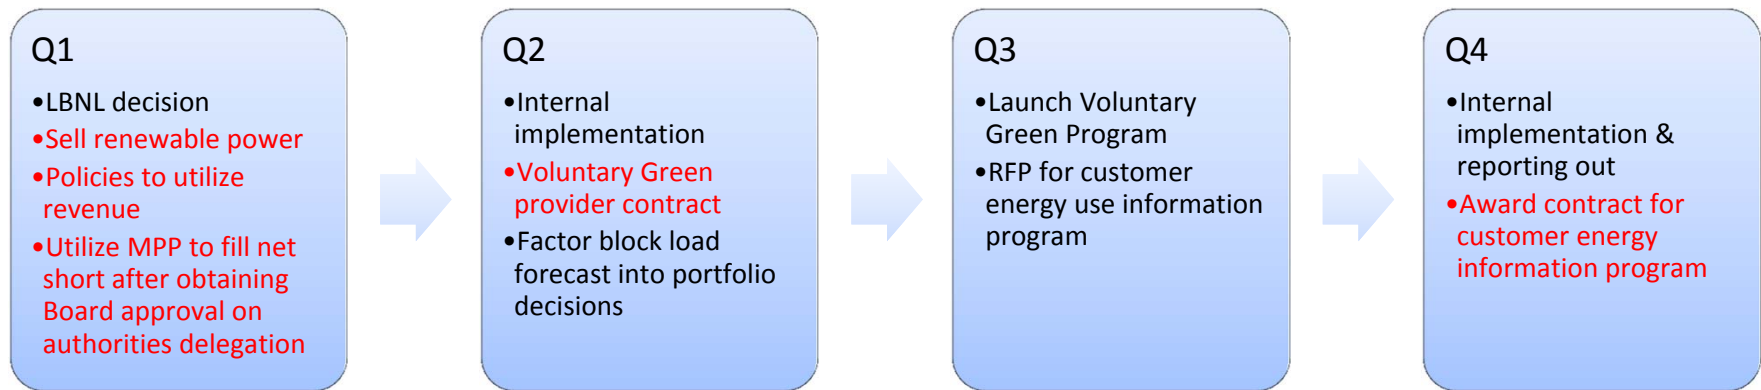 Q1
•LBNL decision
•Sell renewable power
•Policies to utilize
revenue
•Utilize MPP to fill net
short after obtaining
Board approval on
authorities delegation
Q2
•Internal
implementation
•Voluntary Green
provider contract
•Factor block load
forecast into portfolio
decisions
Q3
•Launch Voluntary
Green Program
•RFP for customer
energy use information
program
Q4
•Internal
implementation &
reporting out
•Award contract for
customer energy
information program